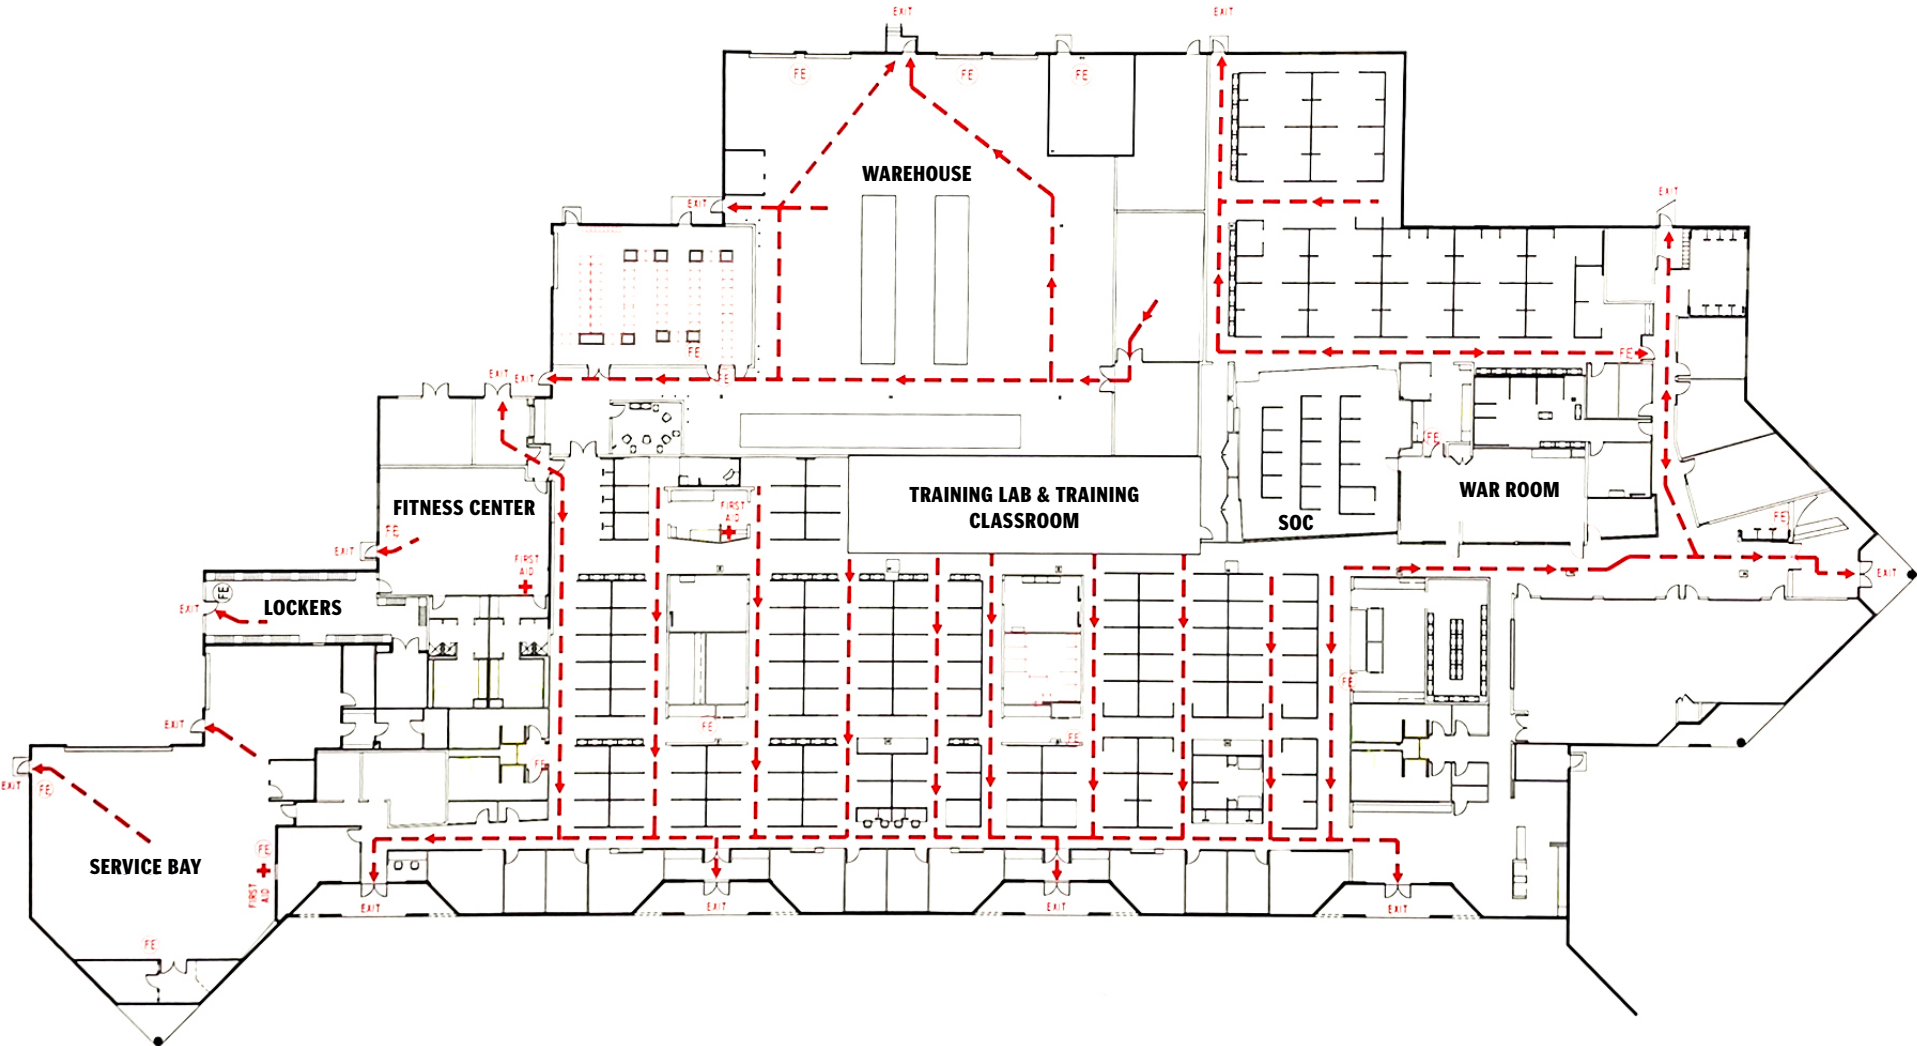 EXIT
EXIT
FE
FE
FE
WAREHOUSE
EXIT
EXIT
FE
FE
FE
EXIT
EXIT
FE
FITNESS CENTER
TRAINING LAB & TRAINING
CLASSROOM
WAR ROOM
SOC
FIRST
AID
FE
FE
EXIT
FIRST
AID
EXIT
FE
EXIT
LOCKERS
FE
EXIT
FE
FE
FE
EXIT
FE
SERVICE BAY
FE
FIRST
AID
EXIT
EXIT
EXIT
EXIT
FE